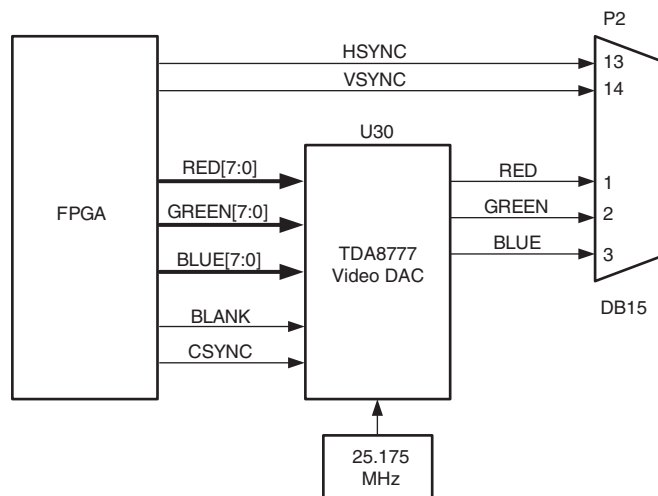 P2
HSYNC
13
VSYNC
14
U30
RED[7:0]
RED
1
FPGA
GREEN[7:0]
GREEN
2
TDA8777
Video DAC
BLUE[7:0]
BLUE
3
DB15
BLANK
CSYNC
25.175
MHz